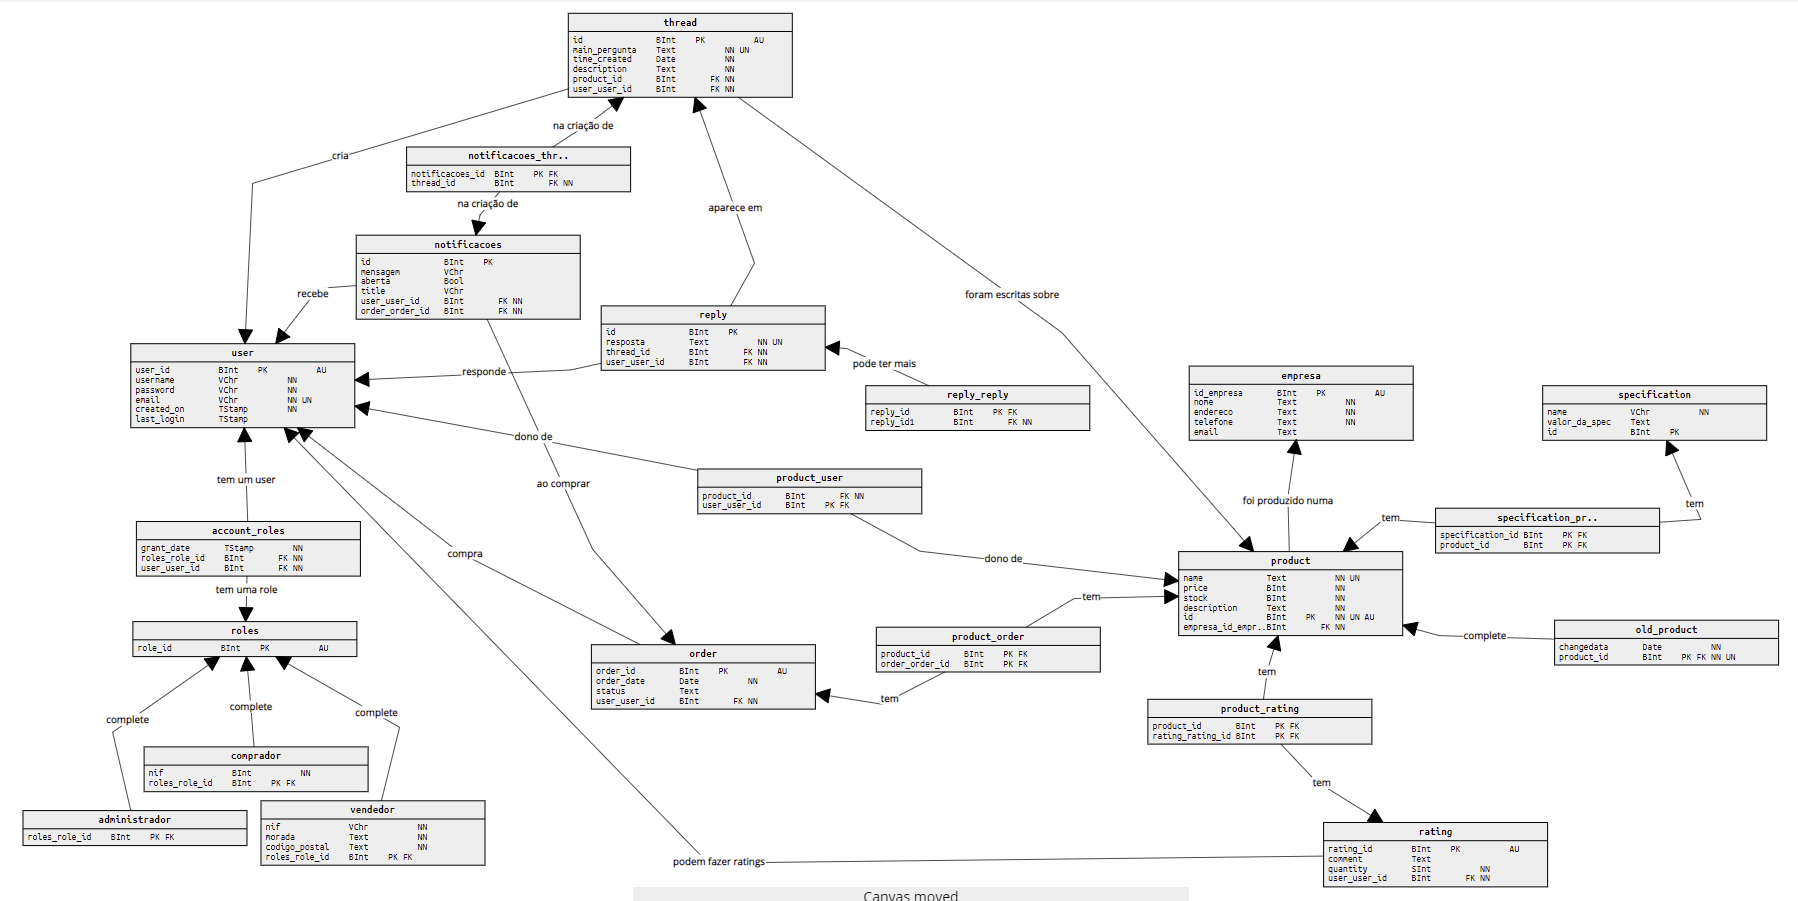 thread
id BInt PK AU
main_pergunta Text NN UN
time_created Date NN
description Text NN
product_id BInt FK NN
user_user_id BInt FK NN
na criação de
cria
notificacoes_thr..
notificacoes_id BInt PK FK
thread_id BInt FK NN
na criação de
aparece em
notificacoes
id BInt PK
mensagem VChr
aberta Bool
title VChr
user_user_id BInt FK NN
order_order_id BInt FK NN
recebe
foram escritas sobre
reply
id BInt PK
resposta Text NN UN
thread_id BInt FK NN
user_user_id BInt FK NN
user
user_id BInt PK AU
username VChr NN
password VChr NN
email VChr NN UN
created_on TStamp NN
last_login TStamp
responde
pode ter mais
reply_reply
reply_id BInt PK FK
reply_id1 BInt FK NN
empresa
id_empresa BInt PK AU
nome Text NN
endereco Text NN
telefone Text NN
email Text
specification
name VChr NN
valor_da_spec Text
id BInt PK
dono de
tem um user
ao comprar
product_user
product_id BInt FK NN
user_user_id BInt PK FK
foi produzido numa
tem
tem
specification_pr..
specification_id BInt PK FK
product_id BInt PK FK
account_roles
grant_date TStamp NN
roles_role_id BInt FK NN
user_user_id BInt FK NN
compra
dono de
product
name Text NN UN
price BInt NN
stock BInt NN
description Text NN
id BInt PK NN UN AU
empresa_id_empr..BInt FK NN
tem uma role
tem
roles
role_id BInt PK AU
order
order_id BInt PK AU
order_date Date NN
status Text
user_user_id BInt FK NN
product_order
product_id BInt PK FK
order_order_id BInt PK FK
tem
complete
old_product
changedata Date NN
product_id BInt PK FK NN UN
tem
complete
complete
complete
product_rating
product_id BInt PK FK
rating_rating_id BInt PK FK
comprador
nif BInt NN
roles_role_id BInt PK FK
tem
administrador
roles_role_id BInt PK FK
vendedor
nif VChr NN
morada Text NN
codigo_postal Text NN
roles_role_id BInt PK FK
podem fazer ratings
rating
rating_id BInt PK AU
comment Text
quantity SInt NN
user_user_id BInt FK NN
Canvas moved